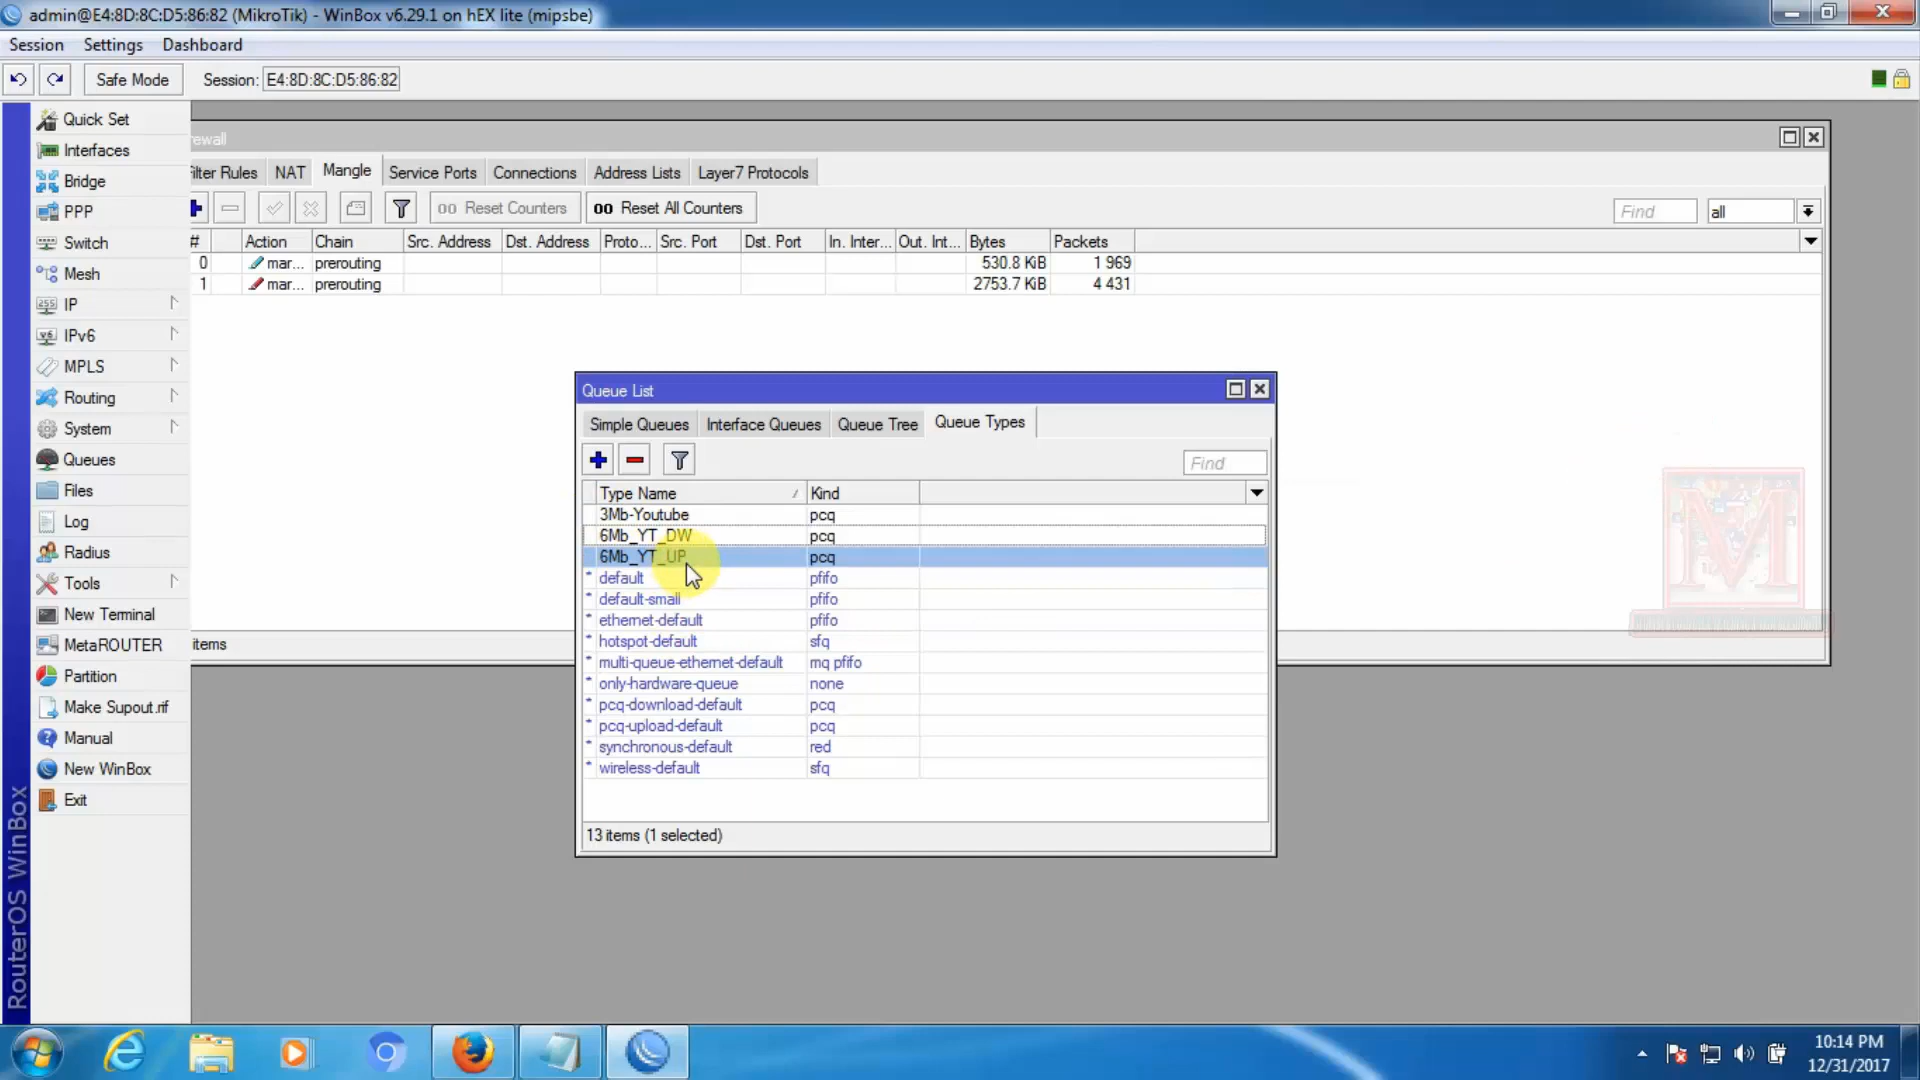 admin@E4:8D:8C:D5:86:82 (MikroTik) - WinBox v6.29.1 on hEX lite (mipsbe)
Session Settings Dashboard
Safe Mode Session: E4:8D:8C:D5:86:82
Quick Set
Interfaces
Bridge
PPP
Switch
Mesh
IP
IPv6
MPLS
Routing
System
Queues
Files
Log
Radius
Tools
New Terminal
MetaROUTER
Partition
Make Supout.rif
Manual
New WinBox
Exit
RouterOS WinBox
rewall
ilter Rules NAT Mangle Service Ports Connections Address Lists Layer7 Protocols
00 Reset Counters 00 Reset All Counters Find all
# Action Chain Src. Address Dst. Address Proto... Src. Port Dst. Port In. Inter... Out. Int... Bytes Packets
0 mar... prerouting 530.8 KiB 1 969
1 mar... prerouting 2753.7 KiB 4 431
items
Queue List
Simple Queues Interface Queues Queue Tree Queue Types
Find
Type Name Kind
3Mb-Youtube pcq
6Mb_YT_DW pcq
6Mb_YT_UP pcq
* default pfifo
* default-small pfifo
* ethernet-default pfifo
* hotspot-default sfq
* multi-queue-ethernet-default mq pfifo
* only-hardware-queue none
* pcq-download-default pcq
* pcq-upload-default pcq
* synchronous-default red
* wireless-default sfq
13 items (1 selected)
M
10:14 PM
12/31/2017